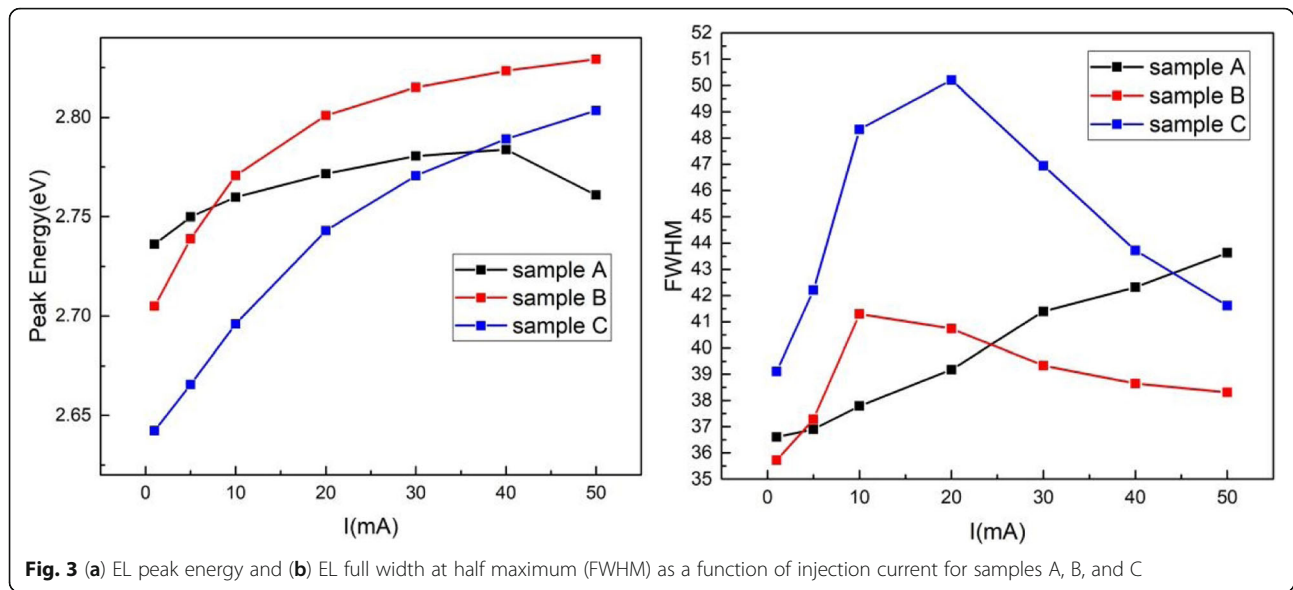 2.80
2.75
2.70
2.65
Peak Energy(eV)
sample A
sample B
sample C
0 10 20 30 40 50
I(mA)
52
51
50
49
48
47
46
45
44
43
42
41
40
39
38
37
36
35
FWHM
sample A
sample B
sample C
0 10 20 30 40 50
I(mA)
Fig. 3 (a) EL peak energy and (b) EL full width at half maximum (FWHM) as a function of injection current for samples A, B, and C